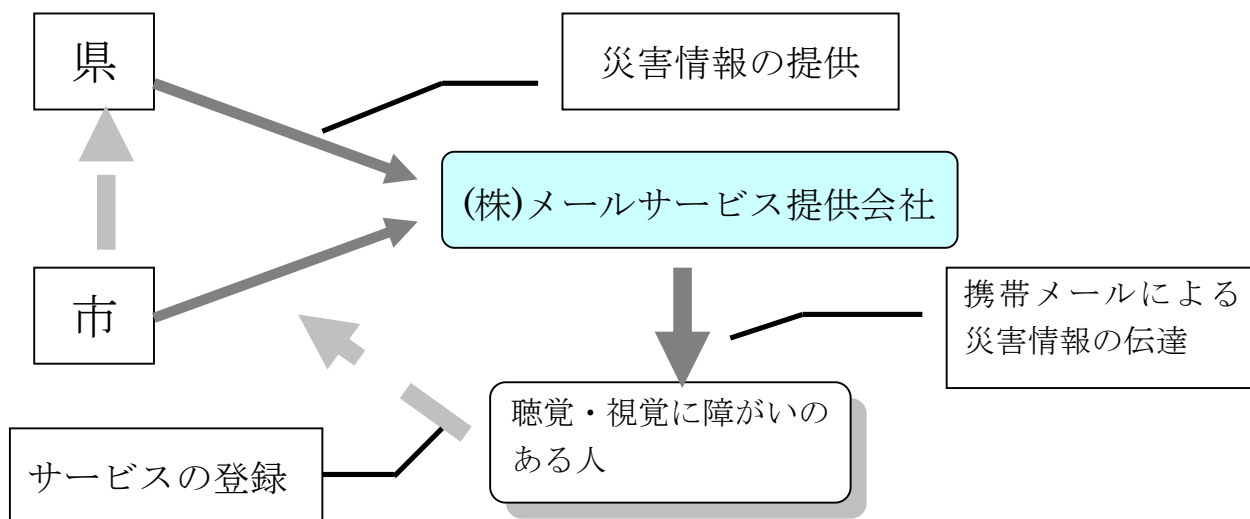 県
災害情報の提供
(株)メールサービス提供会社
市
携帯メールによる
災害情報の伝達
聴覚・視覚に障がいの
ある人
サービスの登録